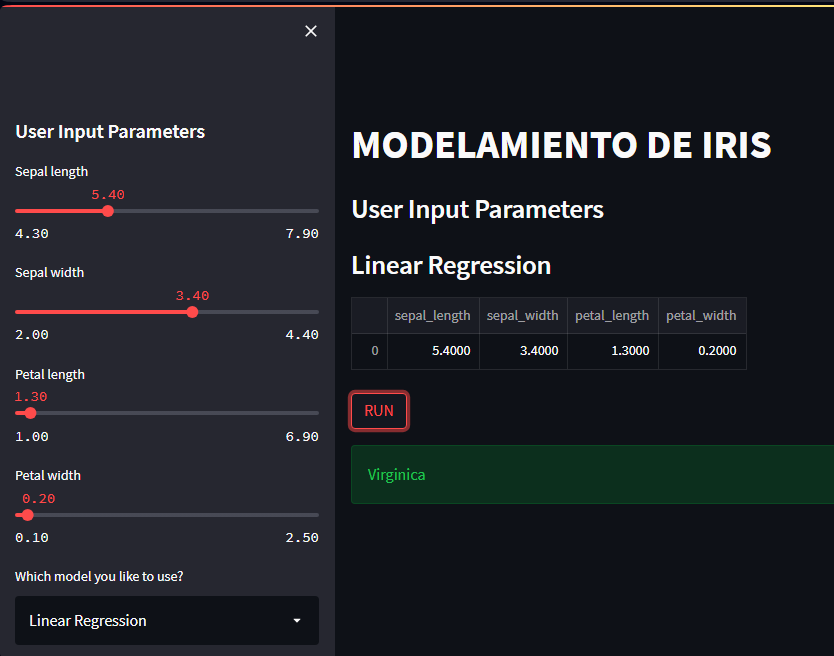 User Input Parameters
Sepal length
5.40
4.30 7.90
Sepal width
3.40
2.00 4.40
Petal length
1.30
1.00 6.90
Petal width
0.20
0.10 2.50
Which model you like to use?
Linear Regression
MODELAMIENTO DE IRIS
User Input Parameters
Linear Regression
sepal_length sepal_width petal_length petal_width
0 5.4000 3.4000 1.3000 0.2000
RUN
Virginica